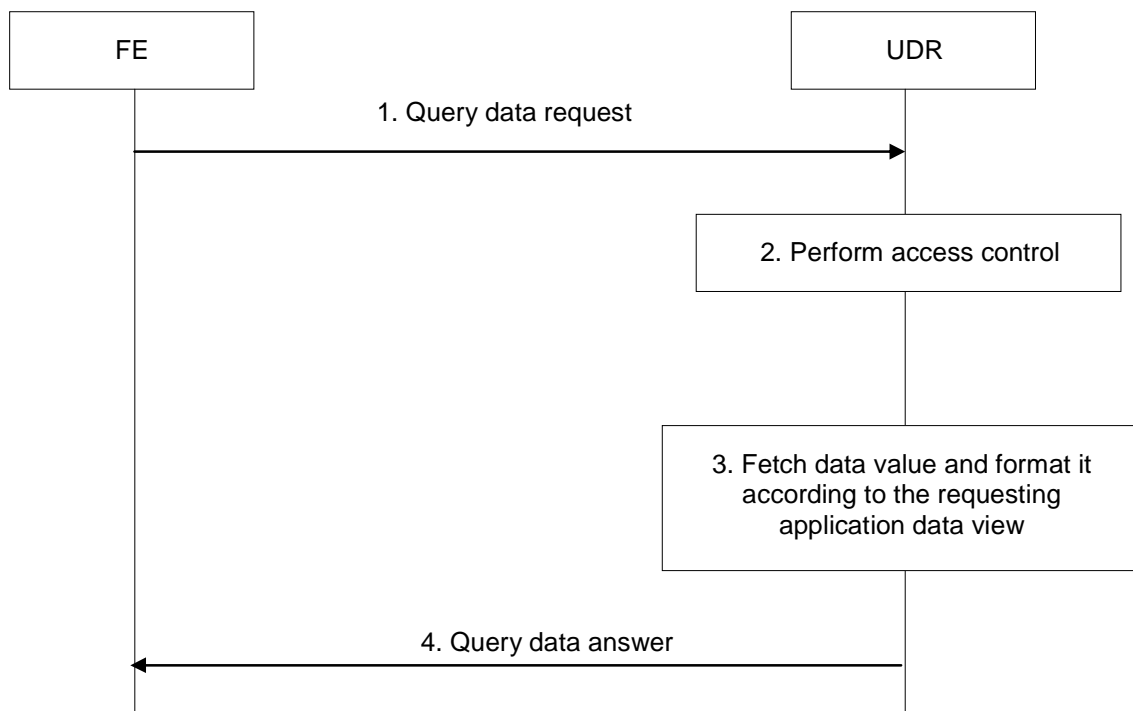 FE
UDR
1. Query data request
2. Perform access control
3. Fetch data value and format it
according to the requesting
application data view
4. Query data answer